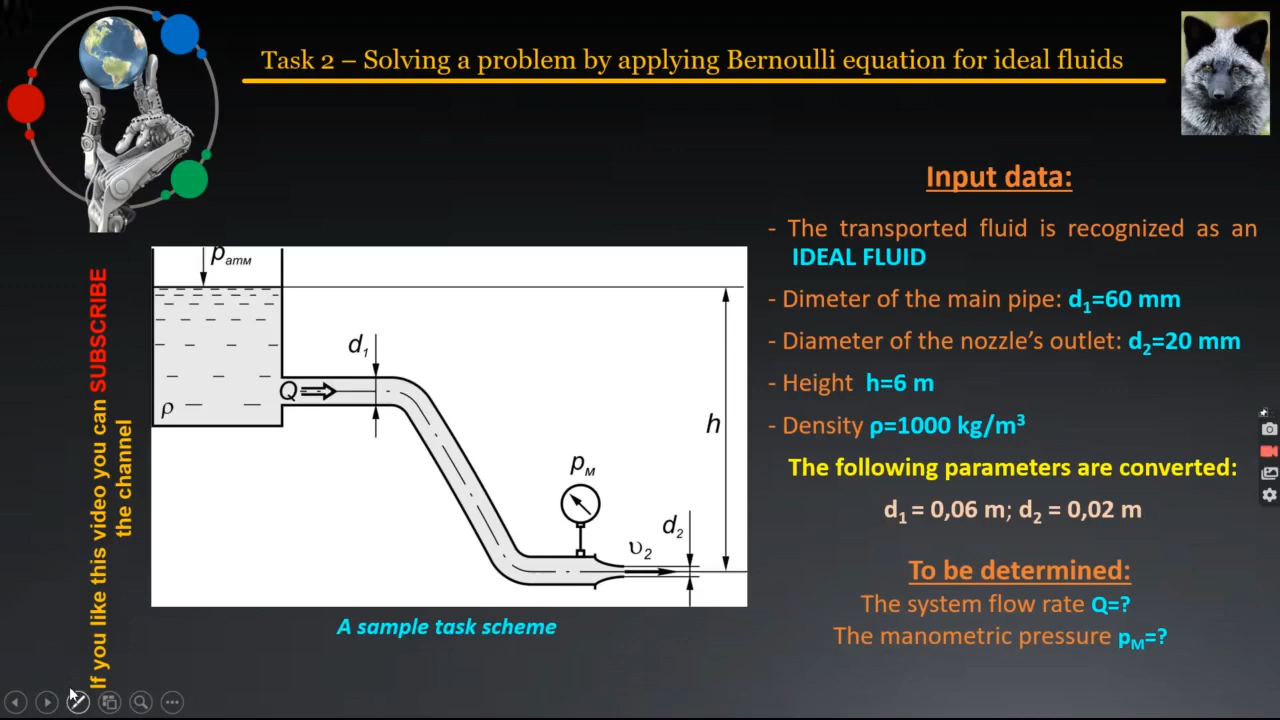 Task 2 – Solving a problem by applying Bernoulli equation for ideal fluids
If you like this video you can SUBSCRIBE
the channel
pатм
d1
Q
ρ
h
pм
d2
υ2
A sample task scheme
Input data:
- The transported fluid is recognized as an
IDEAL FLUID
- Dimeter of the main pipe: d1=60 mm
- Diameter of the nozzle’s outlet: d2=20 mm
- Height h=6 m
- Density ρ=1000 kg/m³
The following parameters are converted:
d1 = 0,06 m; d2 = 0,02 m
To be determined:
The system flow rate Q=?
The manometric pressure pM=?